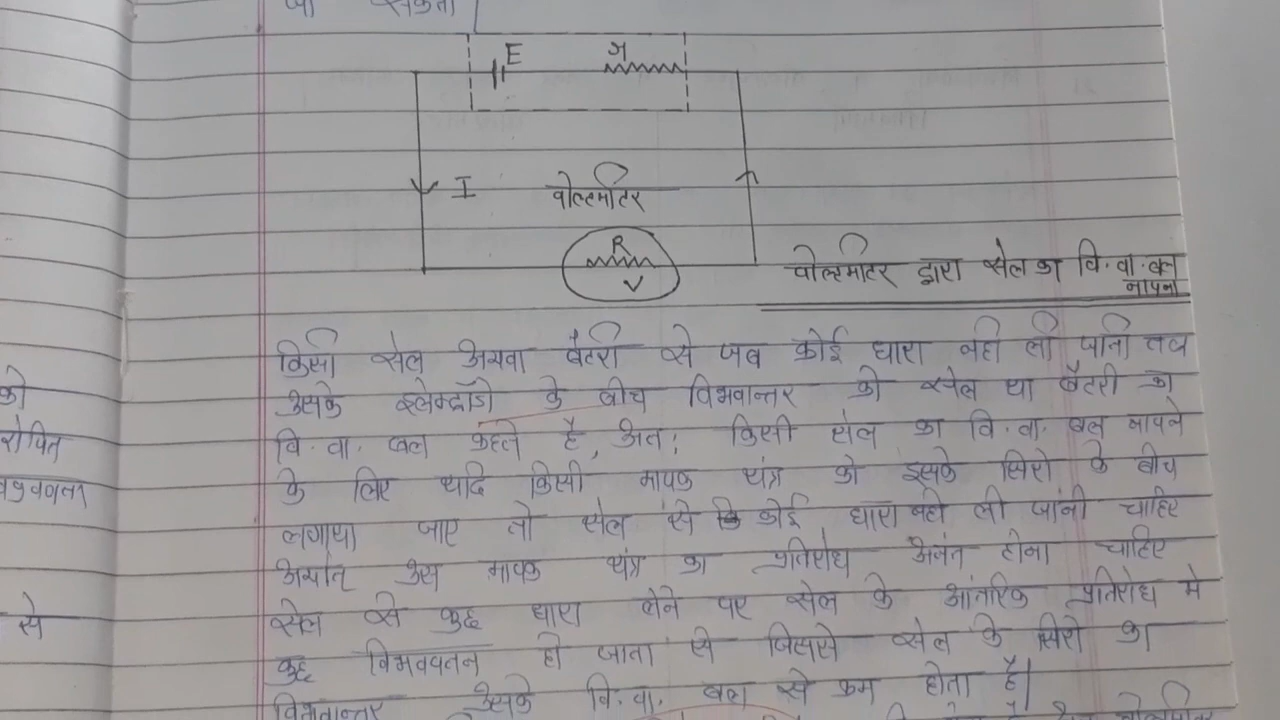 जा सकता
E
r
I
वोल्टमीटर
R
V
वोल्टमीटर द्वारा सेल का वि. वा. बल
नापना
किसी सेल अथवा बैटरी से जब कोई धारा नही ली जाती तब
उसके इलेक्ट्रॉडो के बीच विभवान्तर को सेल या बैटरी का
वि. वा. बल कहते है, अतः किसी सेल का वि. वा. बल मापने
के लिए यदि किसी मापक यंत्र को इसके सिरो के बीच
लगाया जाए तो सेल से कोई धारा नही ली जानी चाहिए
अर्थात उस मापक यंत्र का प्रतिरोध अनंत होना चाहिए
सेल से कुछ धारा लेने पर सेल के आंतरिक प्रतिरोध मे
कुछ विभवपतन हो जाता से जिससे सेल के सिरो का
विभवान्तर उसके वि. वा. बल से कम होता है।
को
रोपित
से